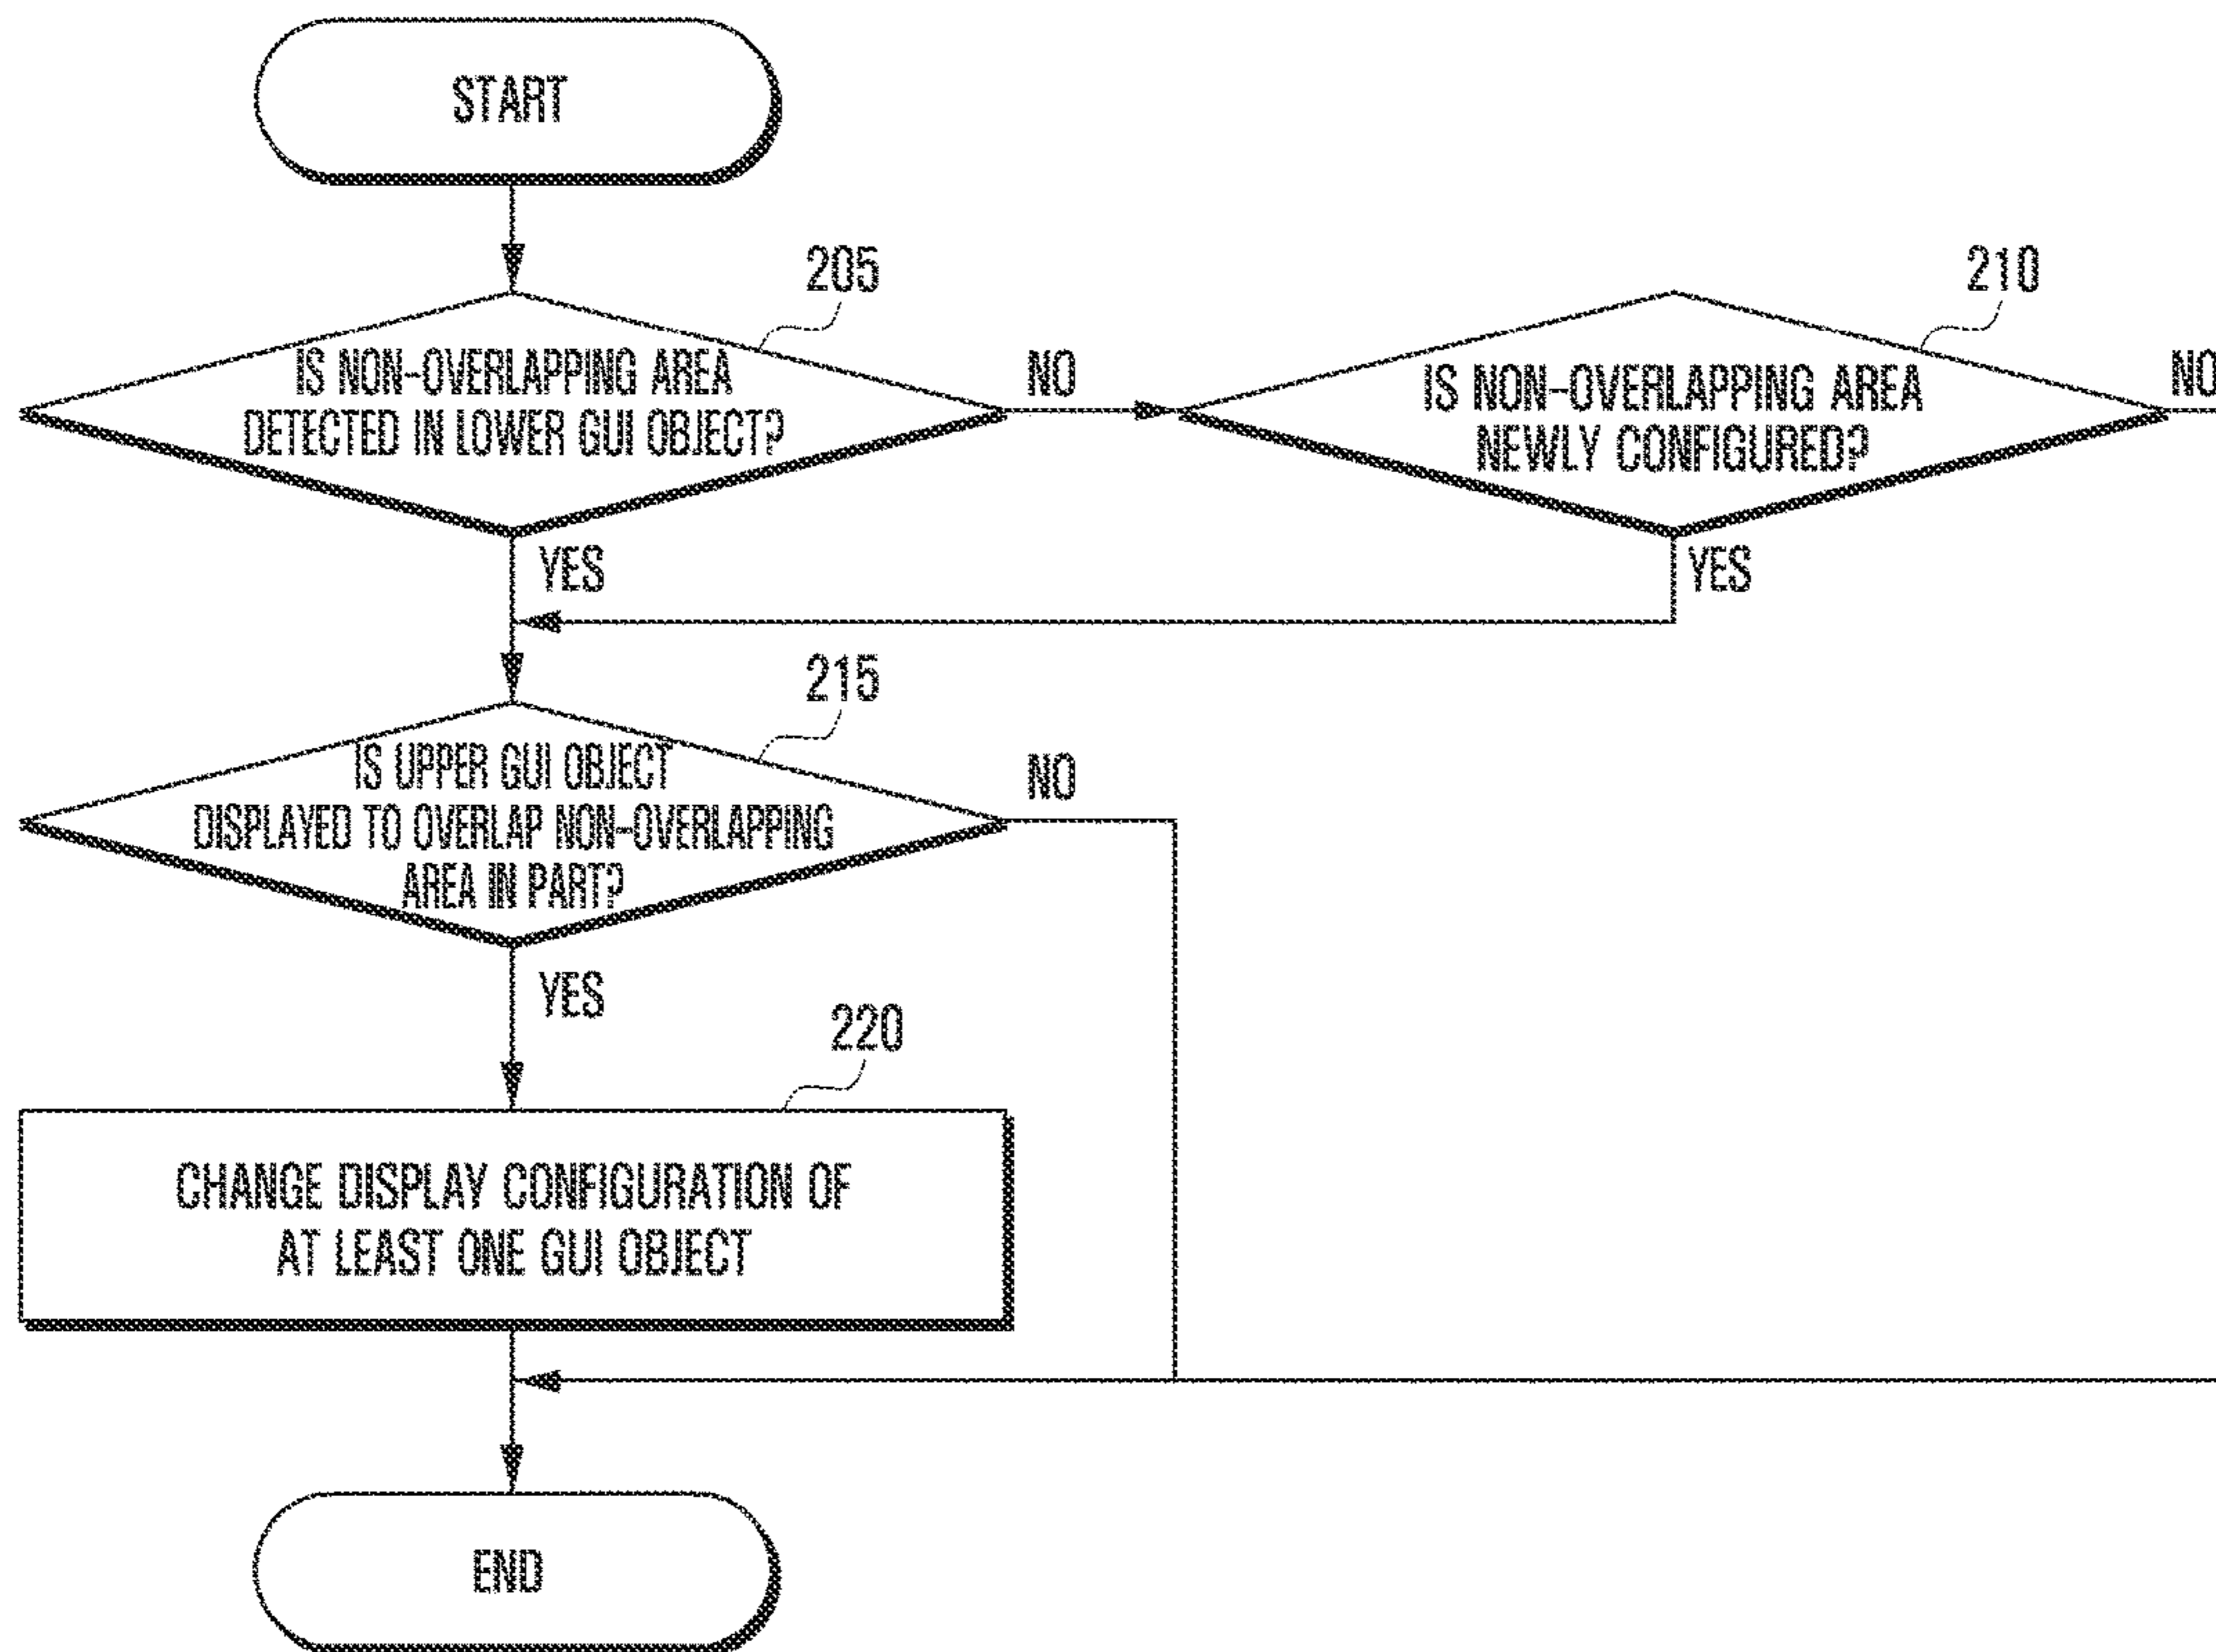 START
205
IS NON-OVERLAPPING AREA
DETECTED IN LOWER GUI OBJECT?
NO
210
IS NON-OVERLAPPING AREA
NEWLY CONFIGURED?
NO
YES
YES
215
IS UPPER GUI OBJECT
DISPLAYED TO OVERLAP NON-OVERLAPPING
AREA IN PART?
NO
YES
220
CHANGE DISPLAY CONFIGURATION OF
AT LEAST ONE GUI OBJECT
END